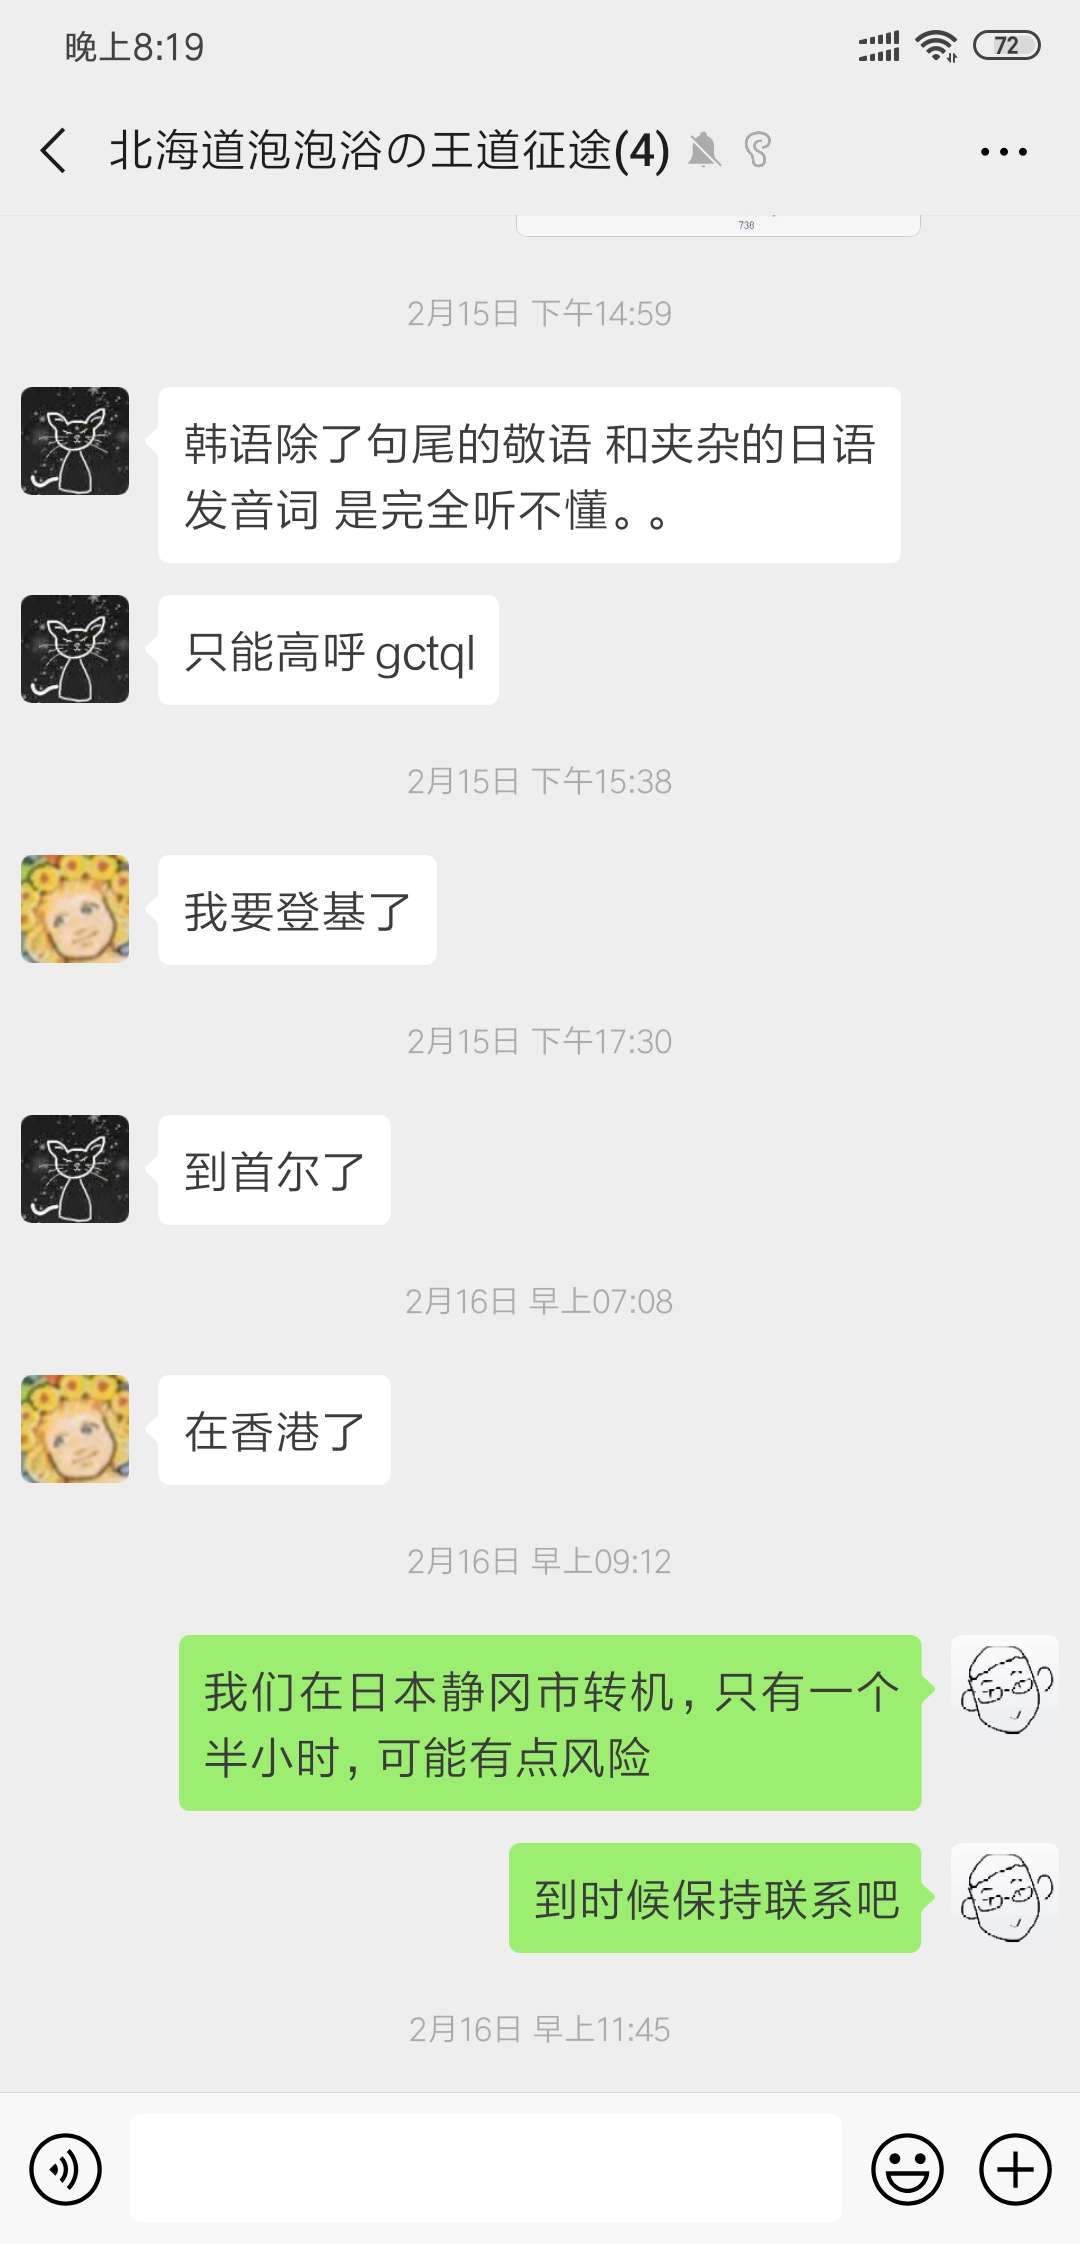 晚上8:19
72
北海道泡泡浴の王道征途(4)
738
2月15日 下午14:59
韩语除了句尾的敬语 和夹杂的日语
发音词 是完全听不懂。。
只能高呼gctql
2月15日 下午15:38
我要登基了
2月15日 下午17:30
到首尔了
2月16日 早上07:08
在香港了
2月16日 早上09:12
我们在日本静冈市转机，只有一个
半小时，可能有点风险
到时候保持联系吧
2月16日 早上11:45